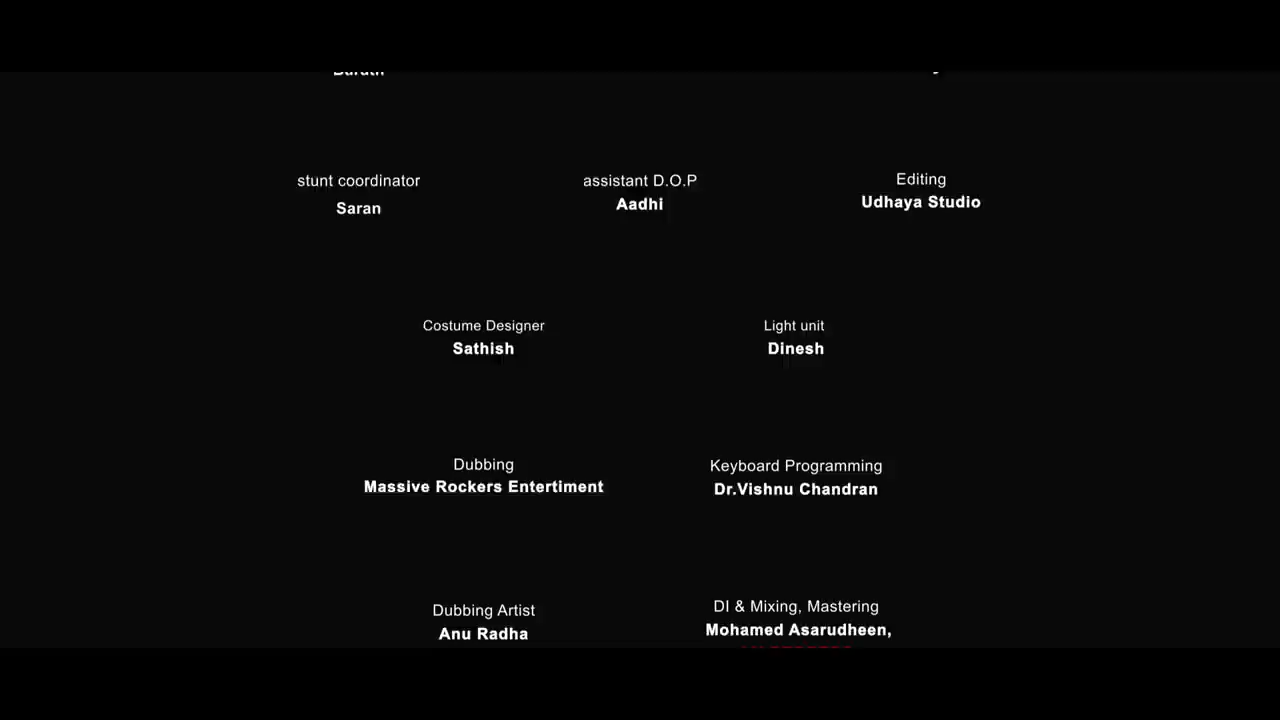 stunt coordinator
Saran
assistant D.O.P
Aadhi
Editing
Udhaya Studio
Costume Designer
Sathish
Light unit
Dinesh
Dubbing
Massive Rockers Entertiment
Keyboard Programming
Dr.Vishnu Chandran
Dubbing Artist
Anu Radha
DI & Mixing, Mastering
Mohamed Asarudheen,